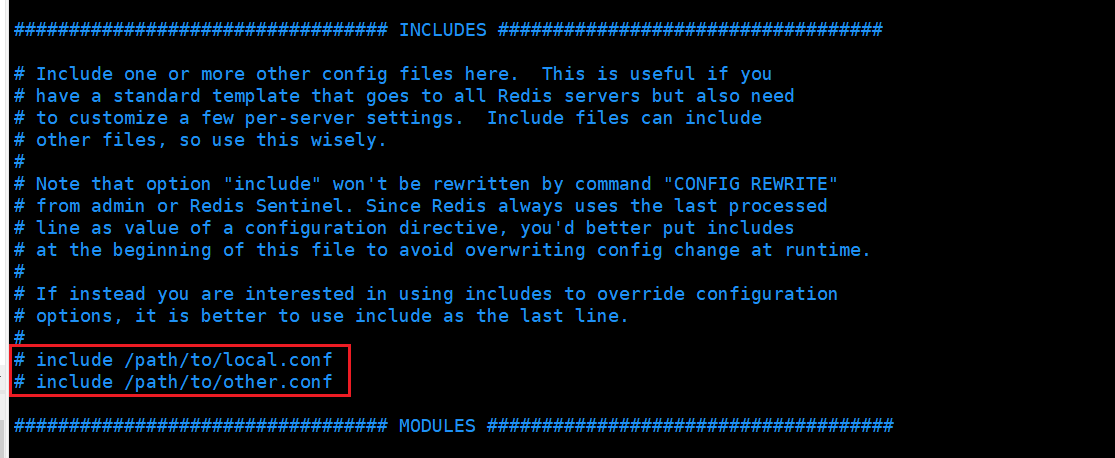 ################################## INCLUDES ###################################
# Include one or more other config files here.  This is useful if you
# have a standard template that goes to all Redis servers but also need
# to customize a few per-server settings.  Include files can include
# other files, so use this wisely.
#
# Note that option "include" won't be rewritten by command "CONFIG REWRITE"
# from admin or Redis Sentinel. Since Redis always uses the last processed
# line as value of a configuration directive, you'd better put includes
# at the beginning of this file to avoid overwriting config change at runtime.
#
# If instead you are interested in using includes to override configuration
# options, it is better to use include as the last line.
#
# include /path/to/local.conf
# include /path/to/other.conf
################################## MODULES #####################################